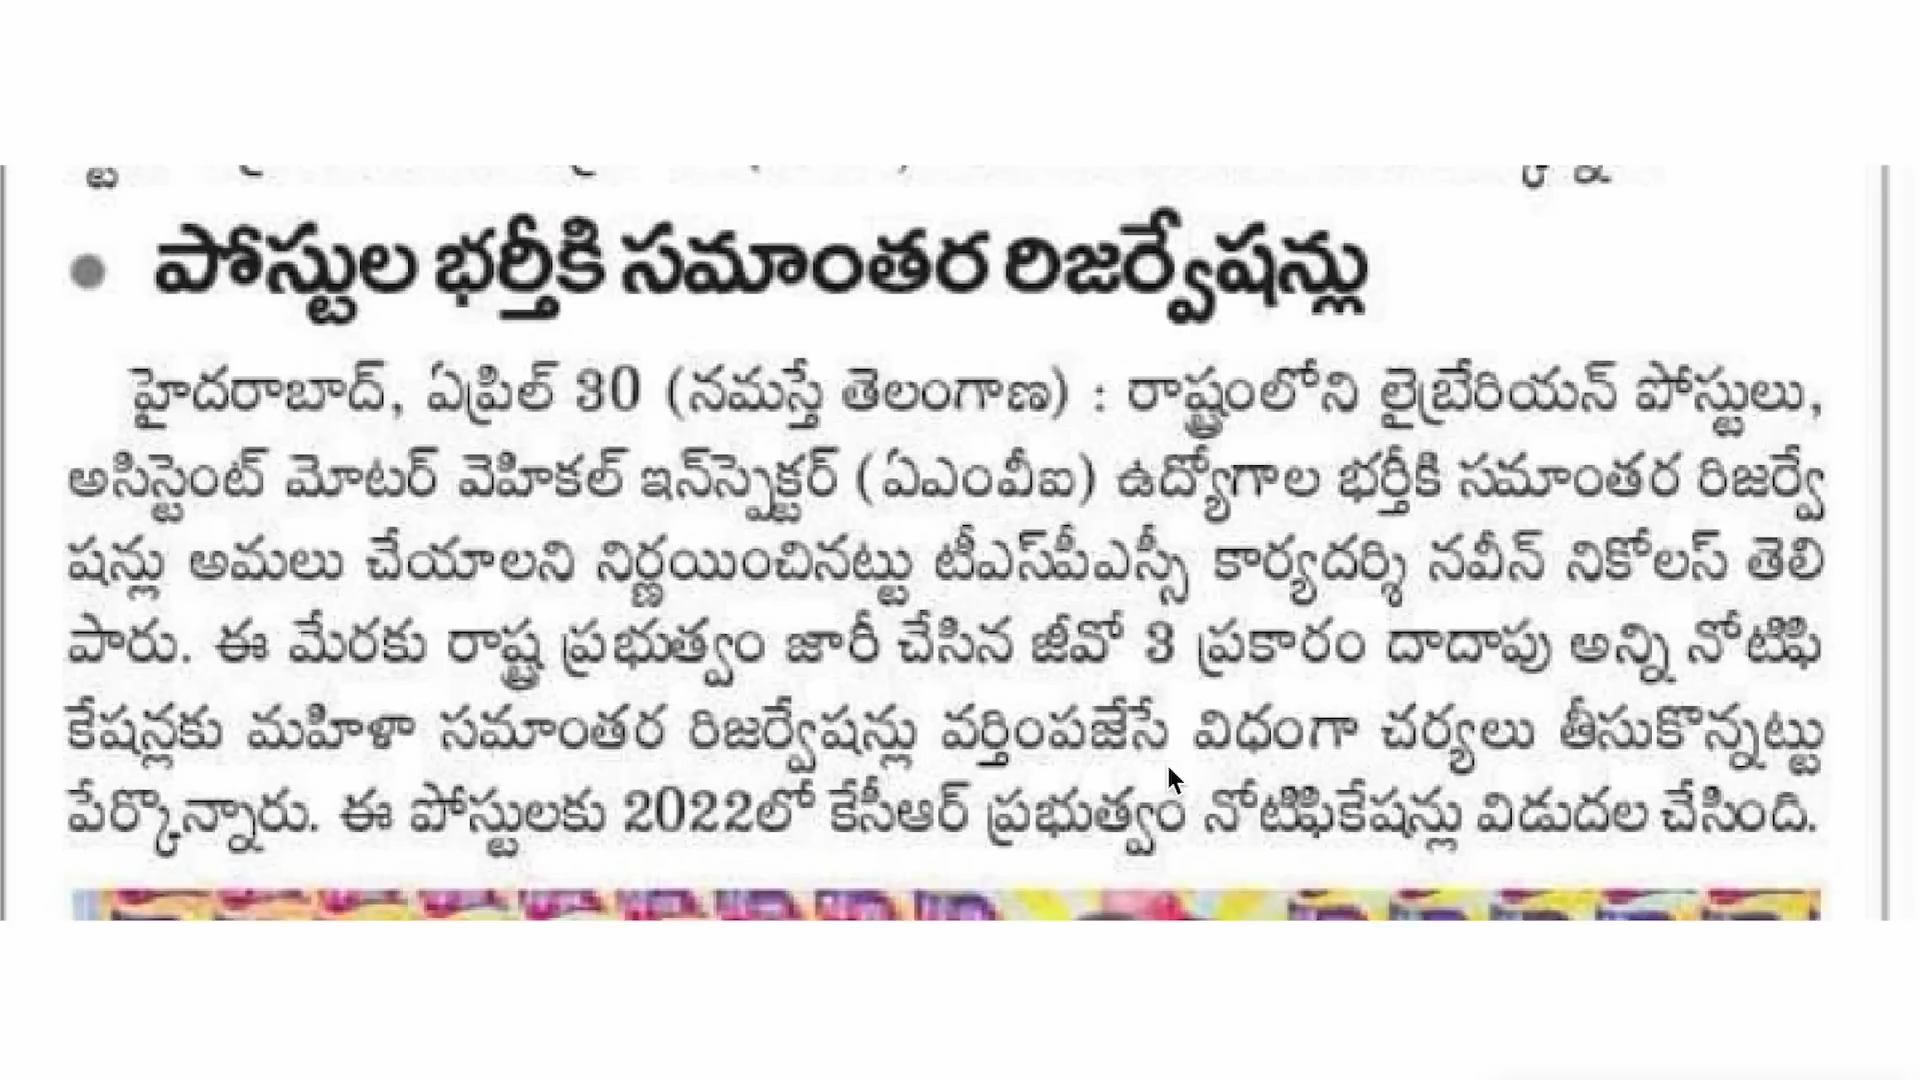 • పోస్టుల భర్తీకి సమాంతర రిజర్వేషన్లు
హైదరాబాద్, ఏప్రిల్ 30 (నమస్తే తెలంగాణ) : రాష్ట్రంలోని లైబ్రేరియన్ పోస్టులు,
అసిస్టెంట్ మోటర్ వెహికల్ ఇన్‌స్పెక్టర్ (ఏఎంవీఐ) ఉద్యోగాల భర్తీకి సమాంతర రిజర్వే
షన్లు అమలు చేయాలని నిర్ణయించినట్టు టీఎస్‌పీఎస్సీ కార్యదర్శి నవీన్ నికోలస్ తెలి
పారు. ఈ మేరకు రాష్ట్ర ప్రభుత్వం జారీ చేసిన జీవో 3 ప్రకారం దాదాపు అన్ని నోటిఫి
కేషన్లకు మహిళా సమాంతర రిజర్వేషన్లు వర్తింపజేసే విధంగా చర్యలు తీసుకొన్నట్టు
పేర్కొన్నారు. ఈ పోస్టులకు 2022లో కేసీఆర్ ప్రభుత్వం నోటిఫికేషన్లు విడుదల చేసింది.